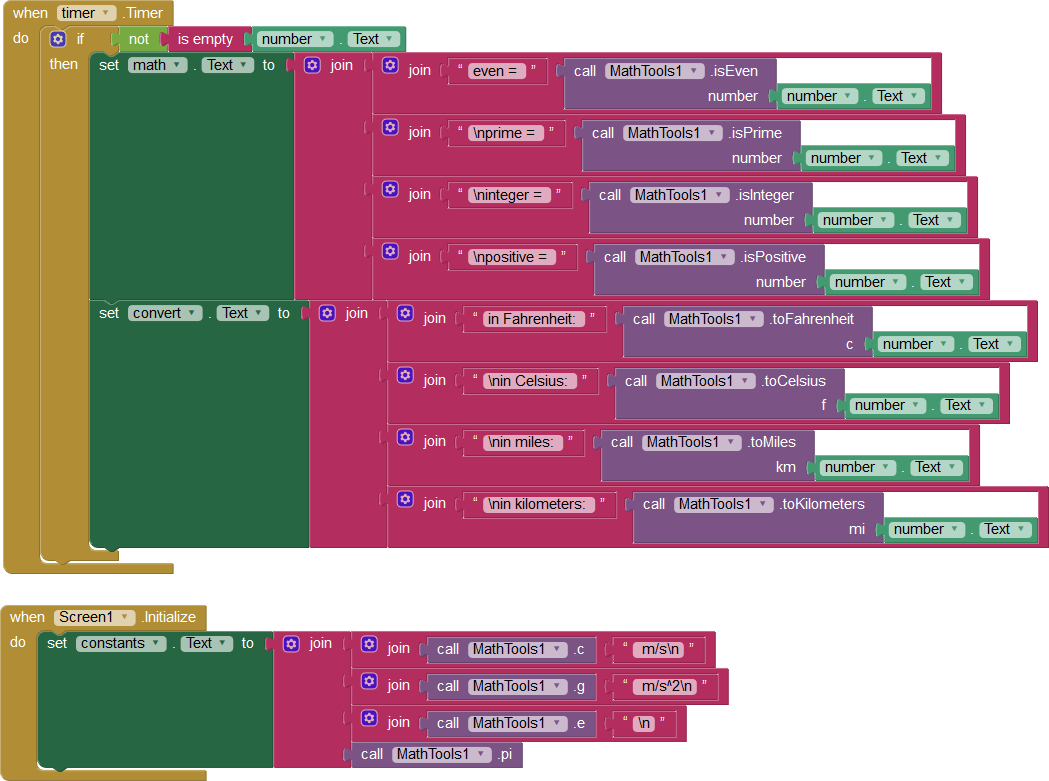 when timer .Timer
do if not is empty number . Text
then set math . Text to join join “ even = ” call MathTools1 .isEven
number number . Text
join “ \nprime = ” call MathTools1 .isPrime
number number . Text
join “ \ninteger = ” call MathTools1 .isInteger
number number . Text
join “ \npositive = ” call MathTools1 .isPositive
number number . Text
set convert . Text to join join “ in Fahrenheit: ” call MathTools1 .toFahrenheit
c number . Text
join “ \nin Celsius: ” call MathTools1 .toCelsius
f number . Text
join “ \nin miles: ” call MathTools1 .toMiles
km number . Text
join “ \nin kilometers: ” call MathTools1 .toKilometers
mi number . Text
when Screen1 .Initialize
do set constants . Text to join join call MathTools1 .c “ m/s\n ”
join call MathTools1 .g “ m/s^2\n ”
join call MathTools1 .e “ \n ”
call MathTools1 .pi